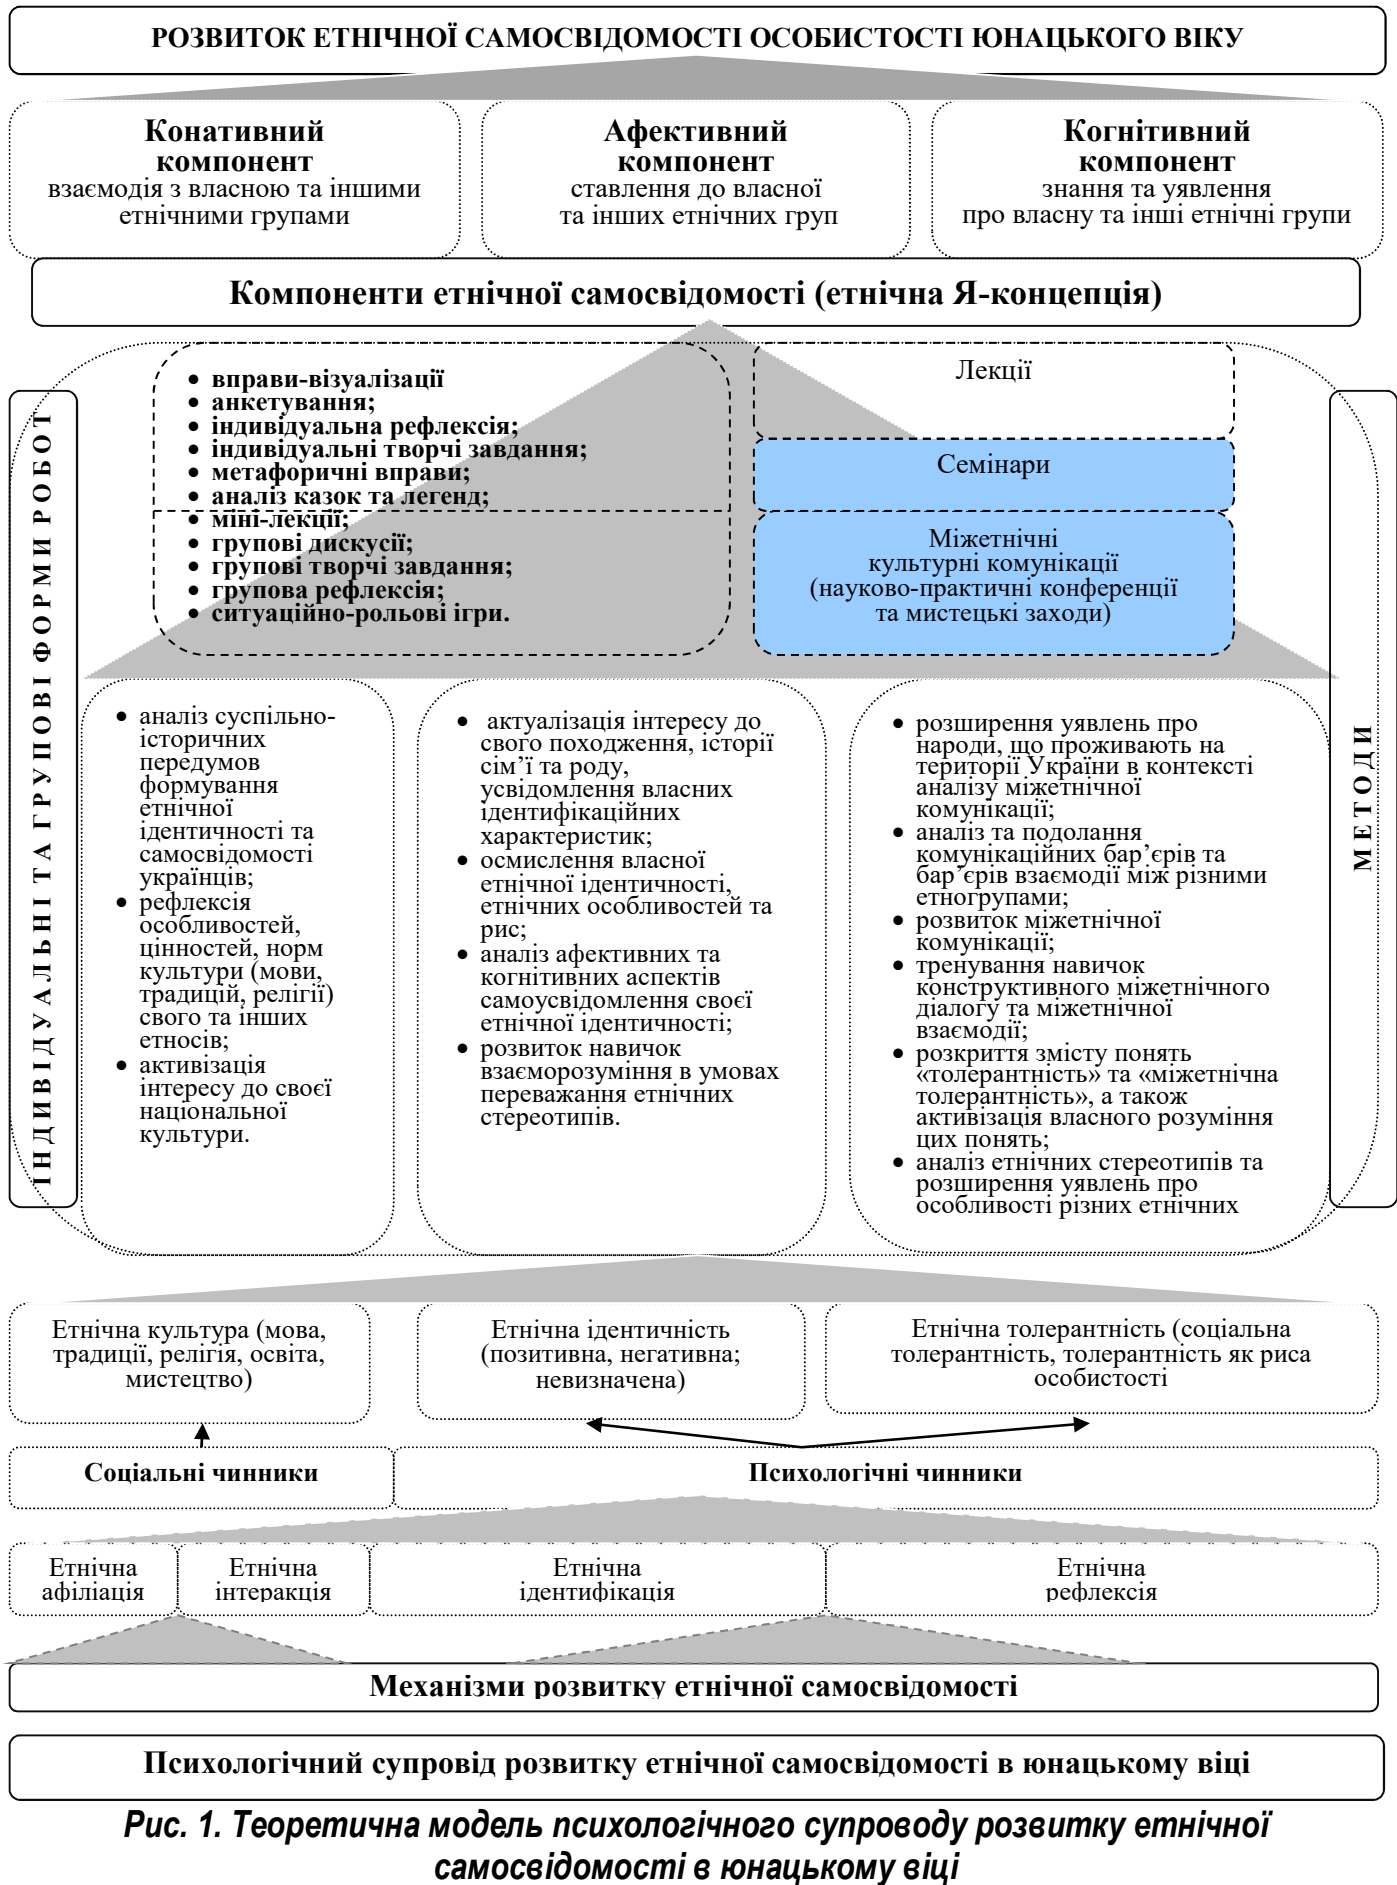 РОЗВИТОК ЕТНІЧНОЇ САМОСВІДОМОСТІ ОСОБИСТОСТІ ЮНАЦЬКОГО ВІКУ
Конативний
компонент
взаємодія з власною та іншими
етнічними групами
Афективний
компонент
ставлення до власної
та інших етнічних груп
Когнітивний
компонент
знання та уявлення
про власну та інші етнічні групи
Компоненти етнічної самосвідомості (етнічна Я-концепція)
ІНДИВІДУАЛЬНІ ТА ГРУПОВІ ФОРМИ РОБОТ
• вправи-візуалізації
• анкетування;
• індивідуальна рефлексія;
• індивідуальні творчі завдання;
• метафоричні вправи;
• аналіз казок та легенд;
• міні-лекції;
• групові дискусії;
• групові творчі завдання;
• групова рефлексія;
• ситуаційно-рольові ігри.
Лекції
Семінари
Міжетнічні
культурні комунікації
(науково-практичні конференції
та мистецькі заходи)
МЕТОДИ
• аналіз суспільно-
історичних
передумов
формування
етнічної
ідентичності та
самосвідомості
українців;
• рефлексія
особливостей,
цінностей, норм
культури (мови,
традицій, релігії)
свого та інших
етносів;
• активізація
інтересу до своєї
національної
культури.
• актуалізація інтересу до
свого походження, історії
сім’ї та роду,
усвідомлення власних
ідентифікаційних
характеристик;
• осмислення власної
етнічної ідентичності,
етнічних особливостей та
рис;
• аналіз афективних та
когнітивних аспектів
самоусвідомлення своєї
етнічної ідентичності;
• розвиток навичок
взаєморозуміння в умовах
переважання етнічних
стереотипів.
• розширення уявлень про
народи, що проживають на
території України в контексті
аналізу міжетнічної
комунікації;
• аналіз та подолання
комунікаційних бар’єрів та
бар’єрів взаємодії між різними
етногрупами;
• розвиток міжетнічної
комунікації;
• тренування навичок
конструктивного міжетнічного
діалогу та міжетнічної
взаємодії;
• розкриття змісту понять
«толерантність» та «міжетнічна
толерантність», а також
активізація власного розуміння
цих понять;
• аналіз етнічних стереотипів та
розширення уявлень про
особливості різних етнічних
Етнічна культура (мова,
традиції, релігія, освіта,
мистецтво)
Етнічна ідентичність
(позитивна, негативна;
невизначена)
Етнічна толерантність (соціальна
толерантність, толерантність як риса
особистості
Соціальні чинники
Психологічні чинники
Етнічна
афіліація
Етнічна
інтеракція
Етнічна
ідентифікація
Етнічна
рефлексія
Механізми розвитку етнічної самосвідомості
Психологічний супровід розвитку етнічної самосвідомості в юнацькому віці
Рис. 1. Теоретична модель психологічного супроводу розвитку етнічної
самосвідомості в юнацькому віці